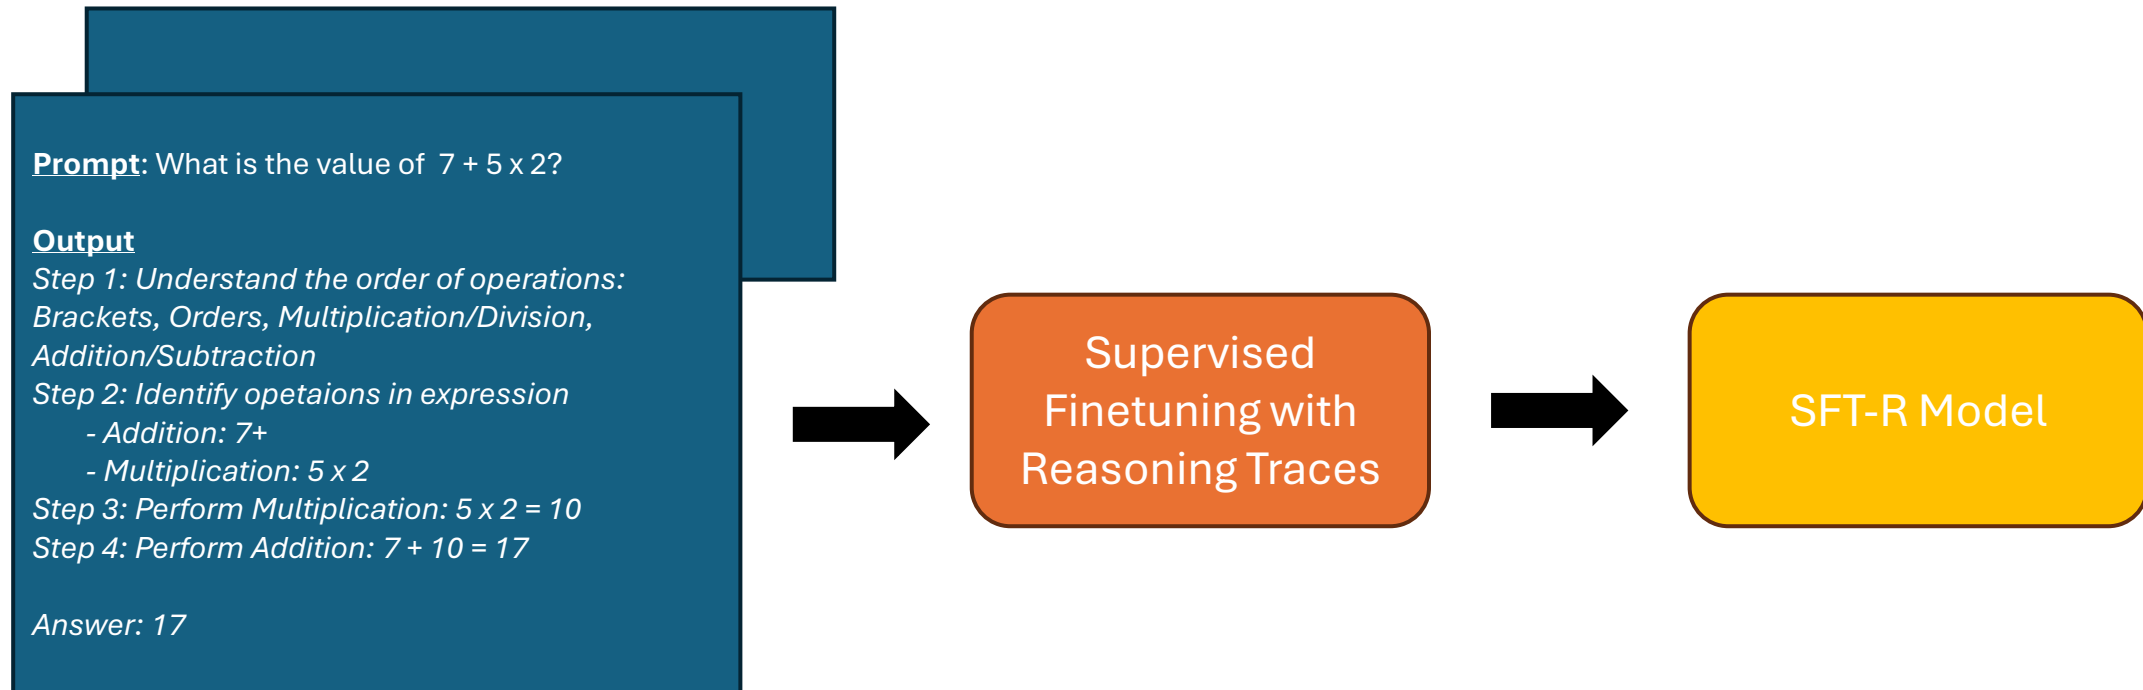 Prompt: What is the value of 7 + 5 x 2?
Output
Step 1: Understand the order of operations:
Brackets, Orders, Multiplication/Division,
Addition/Subtraction
Step 2: Identify opetaions in expression
- Addition: 7+
- Multiplication: 5 x 2
Step 3: Perform Multiplication: 5 x 2 = 10
Step 4: Perform Addition: 7 + 10 = 17
Answer: 17
Supervised
Finetuning with
Reasoning Traces
SFT-R Model